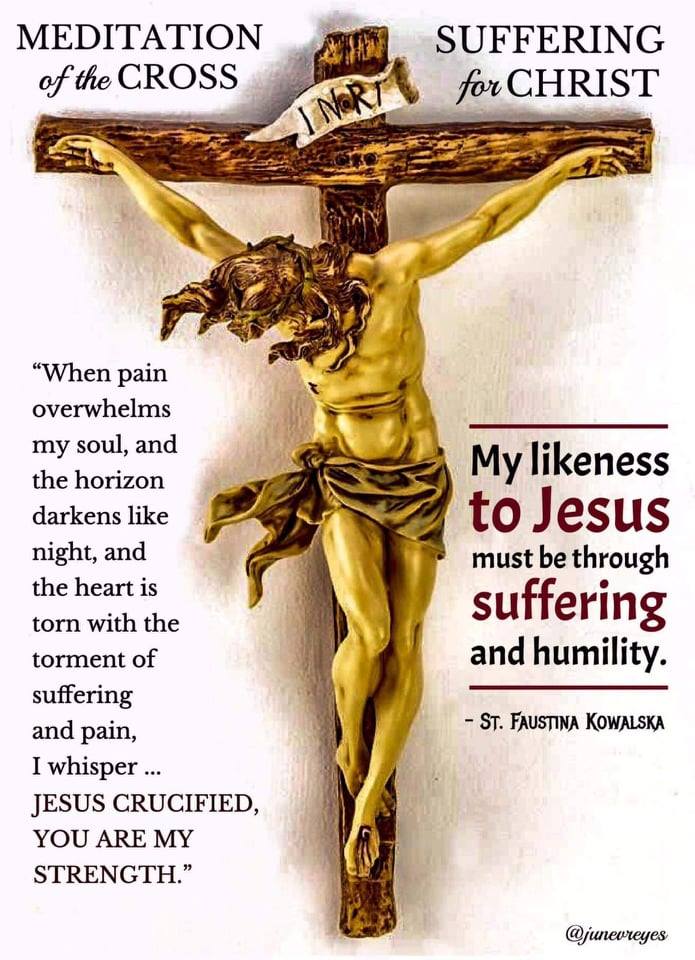 MEDITATION
of the CROSS
SUFFERING
for CHRIST
INRI
“When pain
overwhelms
my soul, and
the horizon
darkens like
night, and
the heart is
torn with the
torment of
suffering
and pain,
I whisper ...
JESUS CRUCIFIED,
YOU ARE MY
STRENGTH.”
My likeness
to Jesus
must be through
suffering
and humility.
- ST. FAUSTINA KOWALSKA
@junevreyes